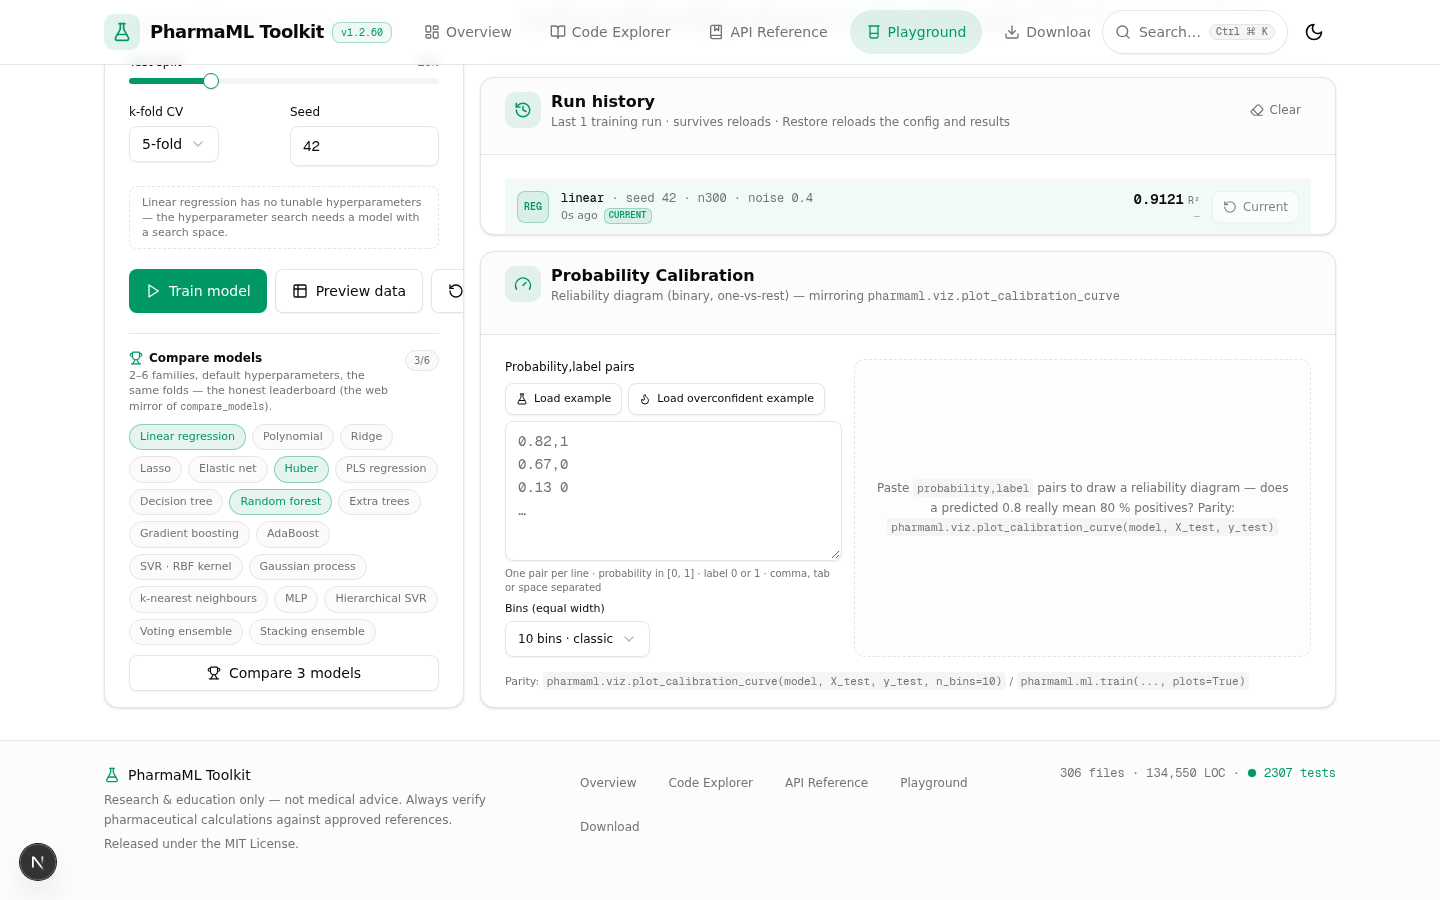 PharmaML Toolkit v1.2.60 Overview Code Explorer API Reference Playground Download Search... Ctrl ⌘ K
k-fold CV Seed
5-fold 42
Linear regression has no tunable hyperparameters
— the hyperparameter search needs a model with
a search space.
Train model Preview data
Compare models 3/6
2–6 families, default hyperparameters, the
same folds — the honest leaderboard (the web
mirror of compare_models).
Linear regression Polynomial Ridge
Lasso Elastic net Huber PLS regression
Decision tree Random forest Extra trees
Gradient boosting AdaBoost
SVR · RBF kernel Gaussian process
k-nearest neighbours MLP Hierarchical SVR
Voting ensemble Stacking ensemble
Compare 3 models
Run history
Last 1 training run · survives reloads · Restore reloads the config and results
Clear
REG linear · seed 42 · n300 · noise 0.4
0s ago CURRENT
0.9121 R²
–
Current
Probability Calibration
Reliability diagram (binary, one-vs-rest) — mirroring pharmaml.viz.plot_calibration_curve
Probability,label pairs
Load example Load overconfident example
0.82,1
0.67,0
0.13 0
…
One pair per line · probability in [0, 1] · label 0 or 1 · comma, tab
or space separated
Bins (equal width)
10 bins · classic
Paste probability,label pairs to draw a reliability diagram — does
a predicted 0.8 really mean 80 % positives? Parity:
pharmaml.viz.plot_calibration_curve(model, X_test, y_test)
Parity: pharmaml.viz.plot_calibration_curve(model, X_test, y_test, n_bins=10) / pharmaml.ml.train(..., plots=True)
PharmaML Toolkit
Research & education only — not medical advice. Always verify
pharmaceutical calculations against approved references.
Released under the MIT License.
Overview Code Explorer API Reference Playground
Download
306 files · 134,550 LOC · 2307 tests
N